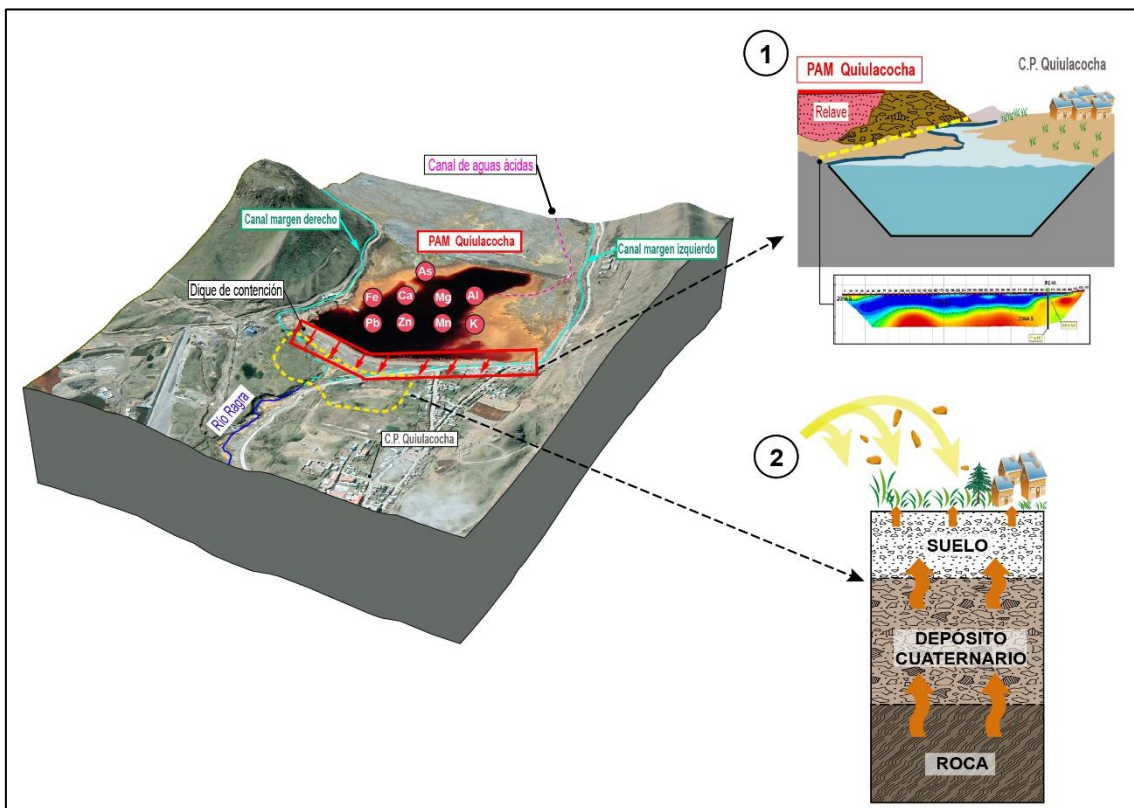 1
PAM Quiulacocha
C.P. Quiulacocha
Relave
Canal de aguas ácidas
Canal margen derecho
PAM Quiulacocha
Canal margen izquierdo
Dique de contención
As
Fe
Ca
Mg
Al
Pb
Zn
Mn
K
Río Ragra
C.P. Quiulacocha
2
SUELO
DEPÓSITO
CUATERNARIO
ROCA